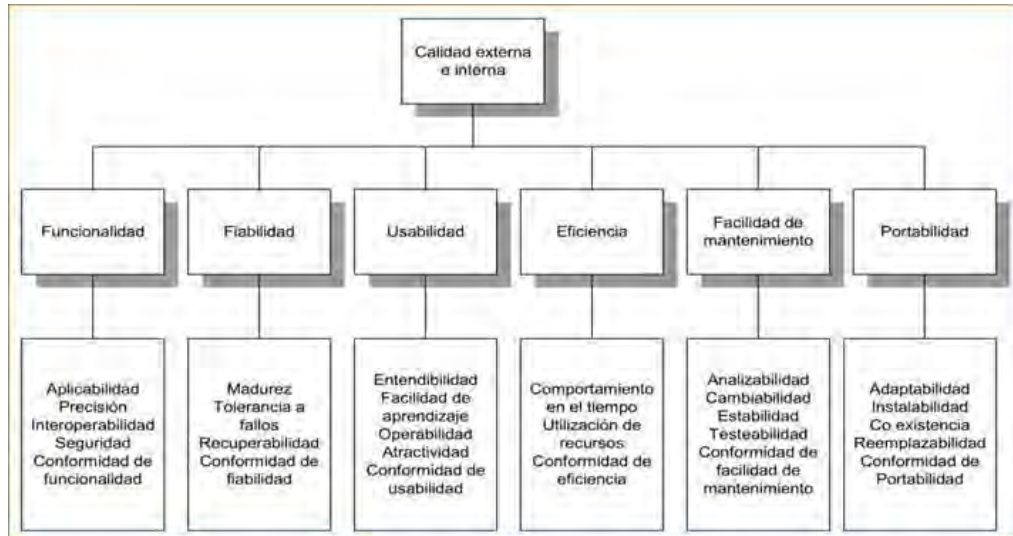 Calidad externa
e interna
Funcionalidad
Fiabilidad
Usabilidad
Eficiencia
Facilidad de
mantenimiento
Portabilidad
Aplicabilidad
Precisión
Interoperabilidad
Seguridad
Conformidad de
funcionalidad
Madurez
Tolerancia a
fallos
Recuperabilidad
Conformidad de
fiabilidad
Entendibilidad
Facilidad de
aprendizaje
Operabilidad
Atractividad
Conformidad de
usabilidad
Comportamiento
en el tiempo
Utilización de
recursos
Conformidad de
eficiencia
Analizabilidad
Cambiabilidad
Estabilidad
Testeabilidad
Conformidad de
facilidad de
mantenimiento
Adaptabilidad
Instalabilidad
Co existencia
Reemplazabilidad
Conformidad de
Portabilidad